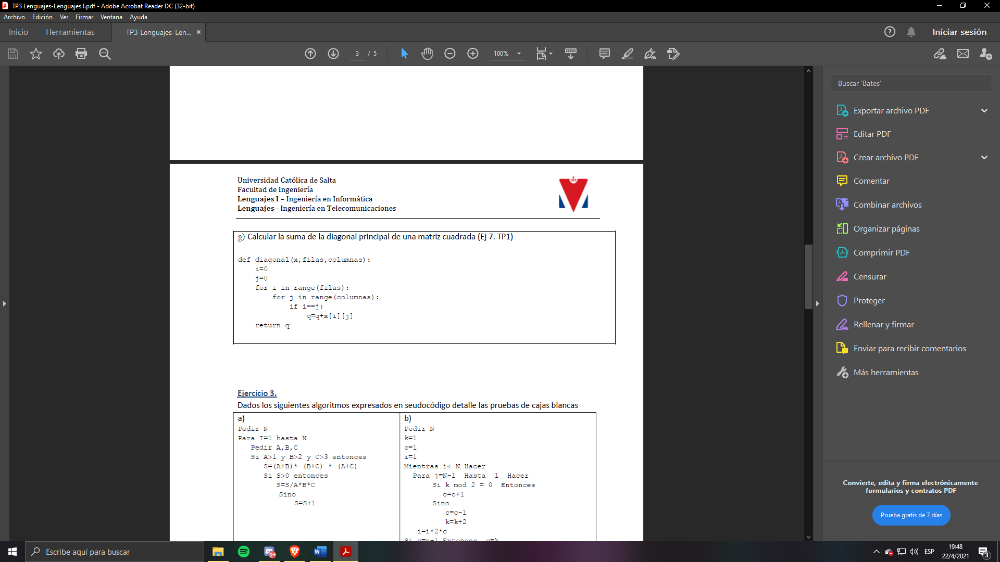 TP3 Lenguajes-Lenguajes I.pdf - Adobe Acrobat Reader DC (32-bit)
Archivo Edición Ver Firmar Ventana Ayuda
Inicio Herramientas TP3 Lenguajes-Len... Iniciar sesión
3 / 5 100%
Buscar 'Bates'
Exportar archivo PDF
Editar PDF
Crear archivo PDF
Comentar
Combinar archivos
Organizar páginas
Comprimir PDF
Censurar
Proteger
Rellenar y firmar
Enviar para recibir comentarios
Más herramientas
Convierte, edita y firma electrónicamente
formularios y contratos PDF
Prueba gratis de 7 días
Universidad Católica de Salta
Facultad de Ingeniería
Lenguajes I – Ingeniería en Informática
Lenguajes - Ingeniería en Telecomunicaciones
g) Calcular la suma de la diagonal principal de una matriz cuadrada (Ej 7. TP1)
def diagonal(x,filas,columnas):
i=0
j=0
for i in range(filas):
for j in range(columnas):
if i==j:
q=q+x[i][j]
return q
Ejercicio 3.
Dados los siguientes algoritmos expresados en seudocódigo detalle las pruebas de cajas blancas
a)
Pedir N
Para I=1 hasta N
Pedir A,B,C
Si A>1 y B>2 y C>3 entonces
S=(A+B)* (B+C) * (A+C)
Si S>0 entonces
S=S/A*B*C
Sino
S=S+1
b)
Pedir N
k=1
c=1
i=1
Mientras i< N Hacer
Para j=N-1 Hasta 1 Hacer
Si k mod 2 = 0 Entonces
c=c+1
Sino
c=c-1
k=k+2
i=i*2*c
Si c=n-1 Entonces c=k
Escribe aquí para buscar
9+
ESP
19:48
22/4/2021
3